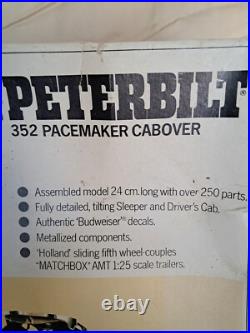 PETERBILT®
352 PACEMAKER CABOVER
Assembled model 24 cm. long with over 250 parts.
Fully detailed, tilting Sleeper and Driver's Cab.
Authentic 'Budweiser'® decals.
Metallized components.
'Holland' sliding fifth wheel-couples
"MATCHBOX" AMT 1:25 scale trailers.